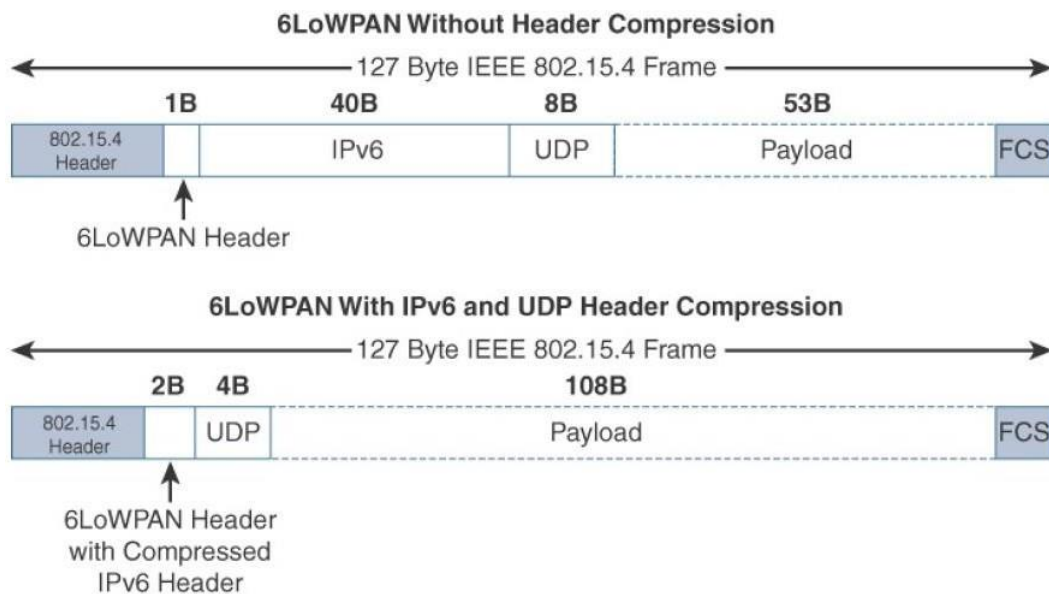 6LoWPAN Without Header Compression
127 Byte IEEE 802.15.4 Frame
1B 40B 8B 53B
802.15.4 Header IPv6 UDP Payload FCS
6LoWPAN Header
6LoWPAN With IPv6 and UDP Header Compression
127 Byte IEEE 802.15.4 Frame
2B 4B 108B
802.15.4 Header UDP Payload FCS
6LoWPAN Header
with Compressed
IPv6 Header